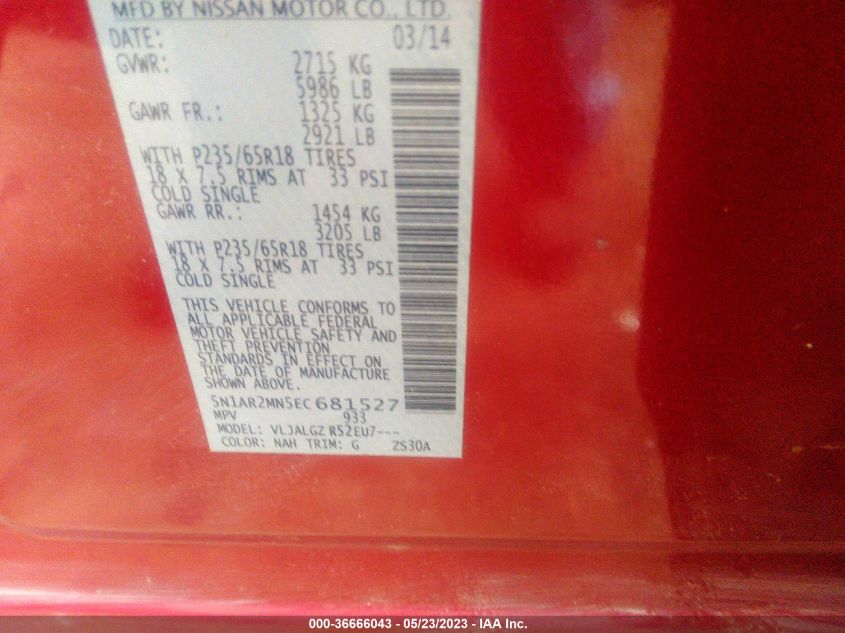 MFD BY NISSAN MOTOR CO., LTD.
DATE: 03/14
GVWR: 2715 KG
5986 LB
GAWR FR.: 1325 KG
2921 LB
WITH P235/65R18 TIRES
18 X 7.5 RIMS AT 33 PSI
COLD SINGLE
GAWR RR.: 1454 KG
3205 LB
WITH P235/65R18 TIRES
18 X 7.5 RIMS AT 33 PSI
COLD SINGLE
THIS VEHICLE CONFORMS TO
ALL APPLICABLE FEDERAL
MOTOR VEHICLE SAFETY AND
THEFT PREVENTION
STANDARDS IN EFFECT ON
THE DATE OF MANUFACTURE
SHOWN ABOVE.
5N1AR2MN5EC681527
MPV 933
MODEL: VLJALGZ R52EU7---
COLOR: NAH TRIM: G ZS30A
000-36666043 — 05/23/2023 - IAA Inc.